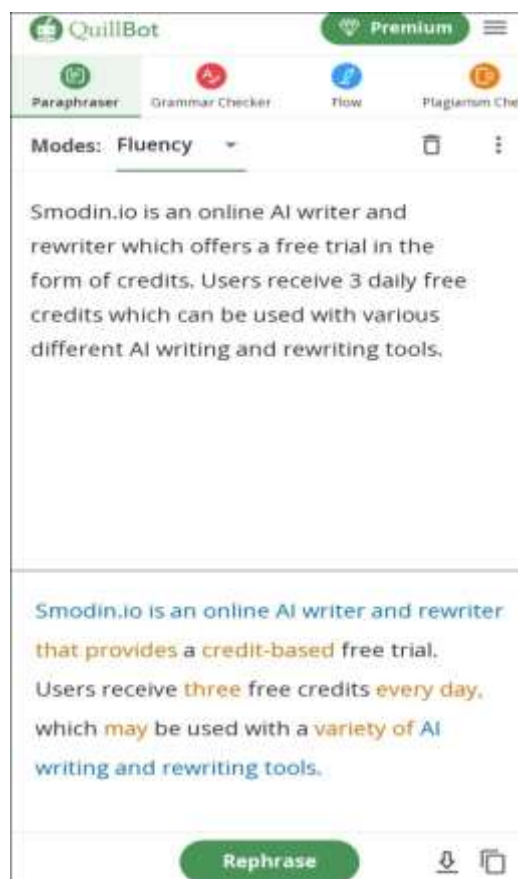 QuillBot Premium
Paraphraser Grammar Checker Flow Plagiarism Che
Modes: Fluency
Smodin.io is an online AI writer and
rewriter which offers a free trial in the
form of credits. Users receive 3 daily free
credits which can be used with various
different AI writing and rewriting tools.
Smodin.io is an online AI writer and rewriter
that provides a credit-based free trial.
Users receive three free credits every day,
which may be used with a variety of AI
writing and rewriting tools.
Rephrase